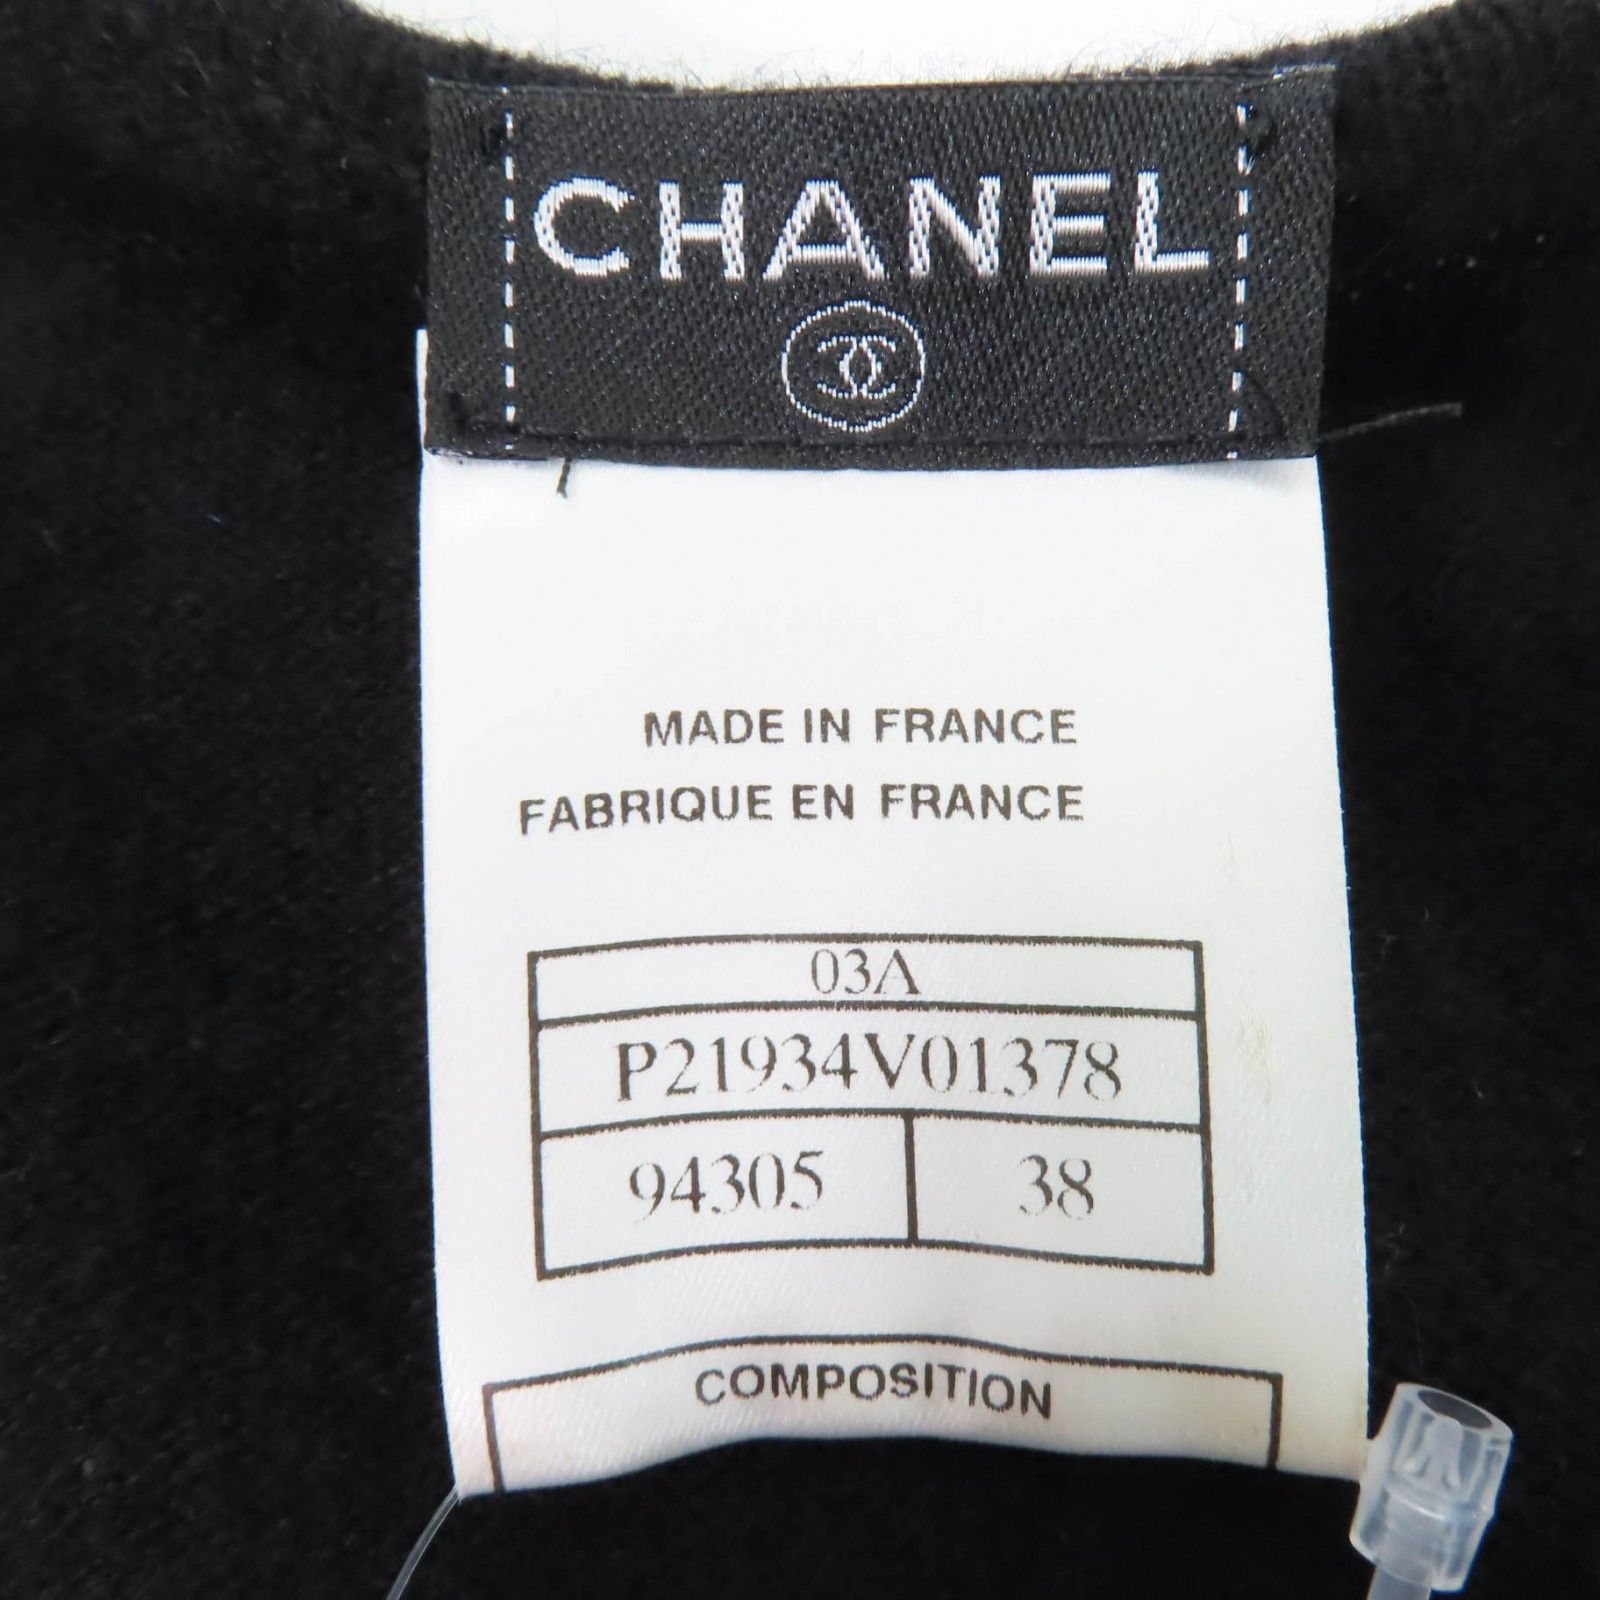 CHANEL
MADE IN FRANCE
FABRIQUE EN FRANCE
03A
P21934V01378
94305 38
COMPOSITION